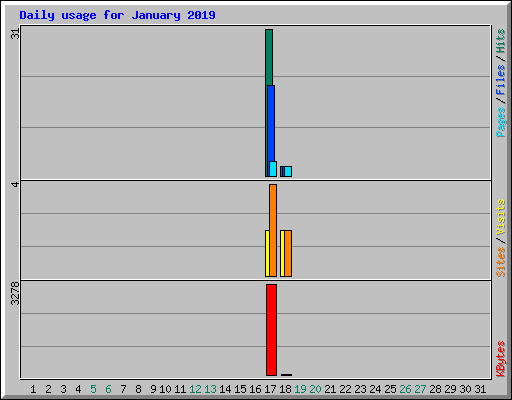 Daily usage for January 2019
31
Pages / Files / Hits
4
Sites / Visits
3278
KBytes
1 2 3 4 5 6 7 8 9 10 11 12 13 14 15 16 17 18 19 20 21 22 23 24 25 26 27 28 29 30 31